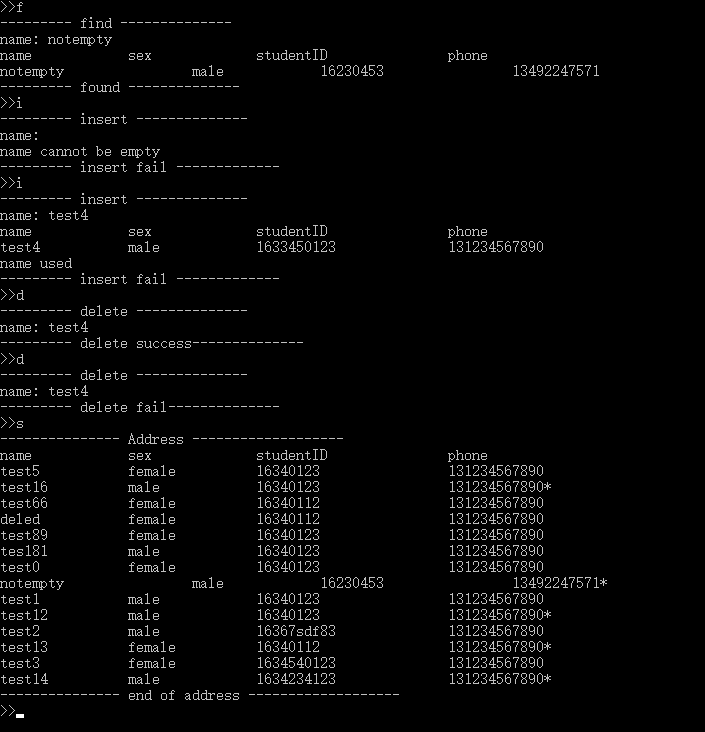 >>f
--------- find --------------
name: notempty
name            sex             studentID               phone
notempty                male            16230453                13492247571
--------- found --------------
>>i
--------- insert --------------
name:
name cannot be empty
--------- insert fail -------------
>>i
--------- insert --------------
name: test4
name            sex             studentID               phone
test4           male            1633450123              131234567890
name used
--------- insert fail -------------
>>d
--------- delete --------------
name: test4
--------- delete success--------------
>>d
--------- delete --------------
name: test4
--------- delete fail--------------
>>s
--------------- Address -------------------
name            sex             studentID               phone
test5           female          16340123                131234567890
test16          male            16340123                131234567890*
test66          female          16340112                131234567890
deled           female          16340112                131234567890
test89          female          16340123                131234567890
tes181          male            16340123                131234567890
test0           female          16340123                131234567890
notempty                male            16230453                13492247571*
test1           male            16340123                131234567890
test12          male            16340123                131234567890*
test2           male            16367sdf83              131234567890
test13          female          16340112                131234567890*
test3           female          1634540123              131234567890
test14          male            1634234123              131234567890*
--------------- end of address -------------------
>>